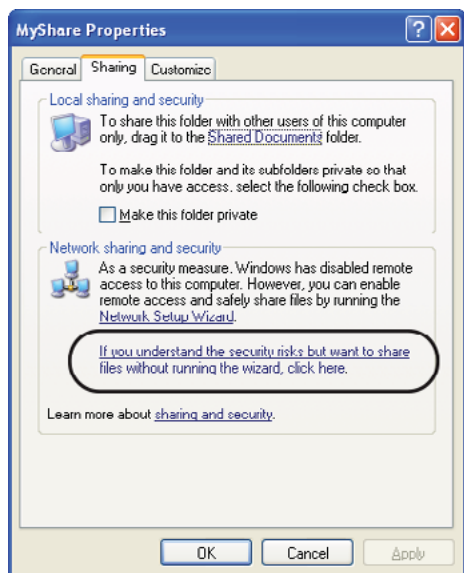 MyShare Properties
General Sharing Customize
Local sharing and security
To share this folder with other users of this computer
only, drag it to the Shared Documents folder.
To make this folder and its subfolders private so that
only you have access, select the following check box.
Make this folder private
Network sharing and security
As a security measure, Windows has disabled remote
access to this computer. However, you can enable
remote access and safely share files by running the
Network Setup Wizard.
If you understand the security risks but want to share
files without running the wizard, click here.
Learn more about sharing and security.
OK Cancel Apply